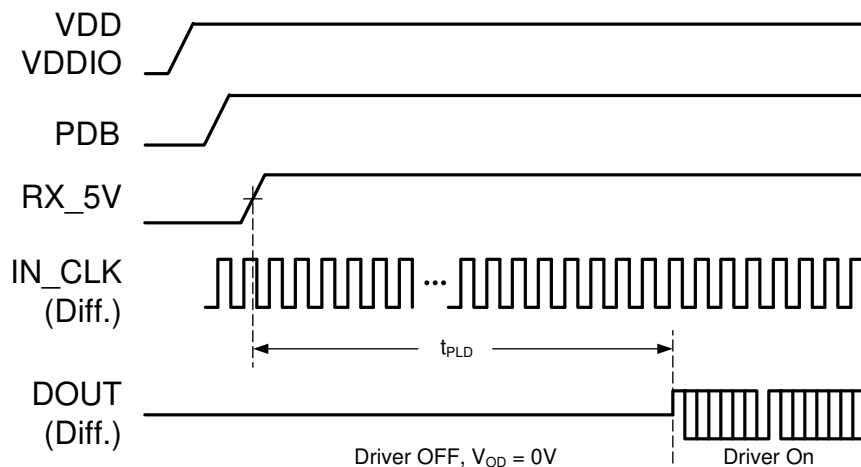 VDD
VDDIO
PDB
RX_5V
IN_CLK
(Diff.)
...
tPLD
DOUT
(Diff.)
Driver OFF, VOD = 0V
Driver On